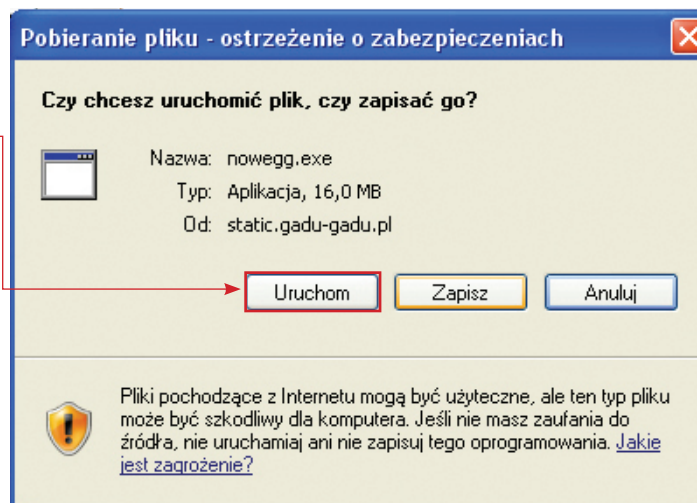 Pobieranie pliku - ostrzeżenie o zabezpieczeniach
Czy chcesz uruchomić plik, czy zapisać go?
Nazwa: nowegg.exe
Typ: Aplikacja, 16,0 MB
Od: static.gadu-gadu.pl
Uruchom Zapisz Anuluj
Pliki pochodzące z Internetu mogą być użyteczne, ale ten typ pliku
może być szkodliwy dla komputera. Jeśli nie masz zaufania do
źródła, nie uruchamiaj ani nie zapisuj tego oprogramowania. Jakie
jest zagrożenie?